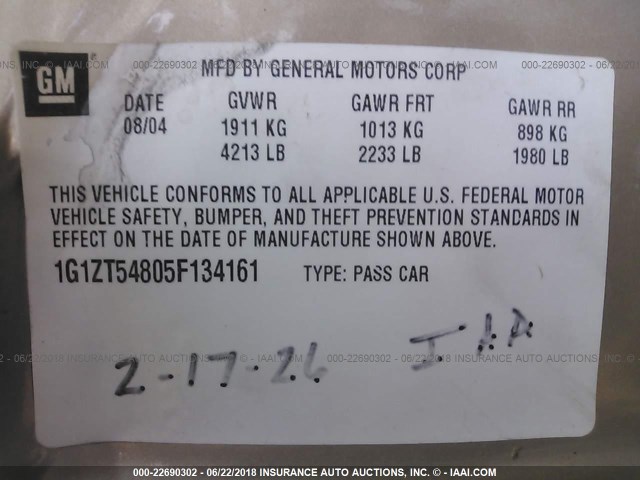 GM
MFD BY GENERAL MOTORS CORP
DATE GVWR GAWR FRT GAWR RR
08/04 1911 KG 1013 KG 898 KG
4213 LB 2233 LB 1980 LB
THIS VEHICLE CONFORMS TO ALL APPLICABLE U.S. FEDERAL MOTOR
VEHICLE SAFETY, BUMPER, AND THEFT PREVENTION STANDARDS IN
EFFECT ON THE DATE OF MANUFACTURE SHOWN ABOVE.
1G1ZT54805F134161 TYPE: PASS CAR
2-17-26 I A.A.
000-22690302 - 06/22/2018 INSURANCE AUTO AUCTIONS, INC. - © IAAI.COM